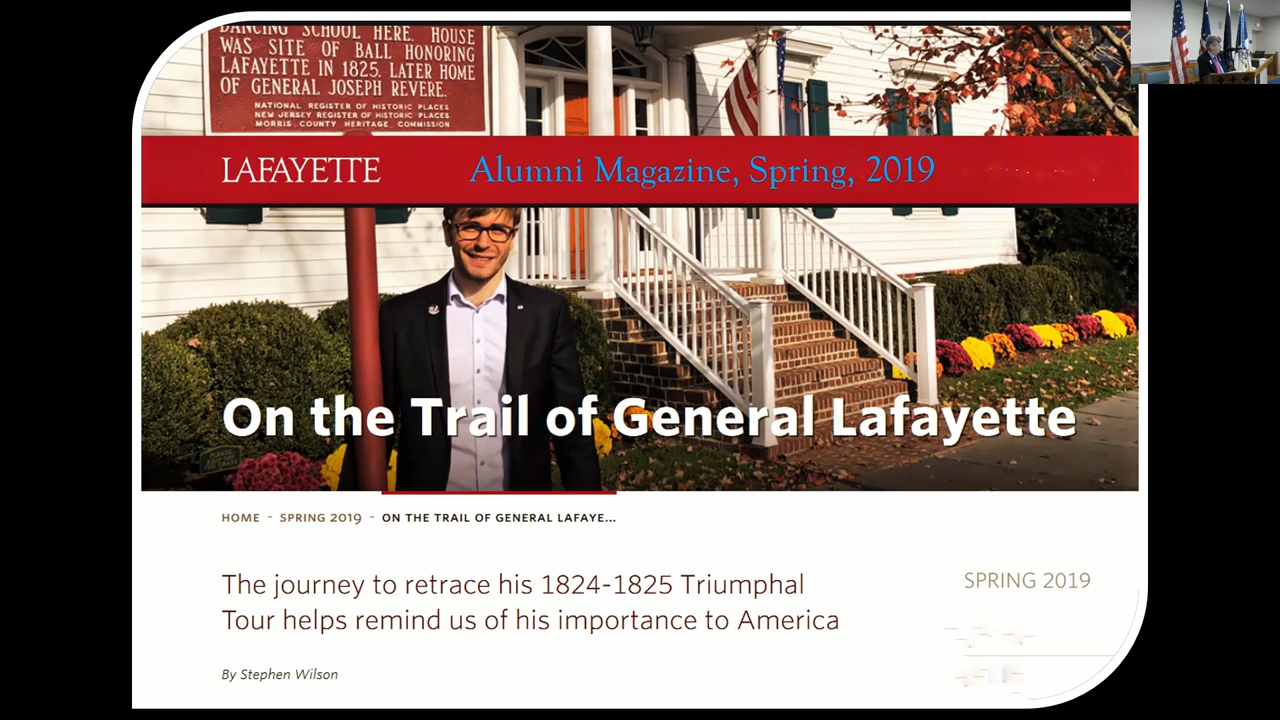 DANCING SCHOOL HERE. HOUSE
WAS SITE OF BALL HONORING
LAFAYETTE IN 1825. LATER HOME
OF GENERAL JOSEPH REVERE.
NATIONAL REGISTER OF HISTORIC PLACES
NEW JERSEY REGISTER OF HISTORIC PLACES
MORRIS COUNTY HERITAGE COMMISSION
LAFAYETTE
Alumni Magazine, Spring, 2019
On the Trail of General Lafayette
HOME - SPRING 2019 - ON THE TRAIL OF GENERAL LAFAYE...
The journey to retrace his 1824-1825 Triumphal
Tour helps remind us of his importance to America
SPRING 2019
By Stephen Wilson